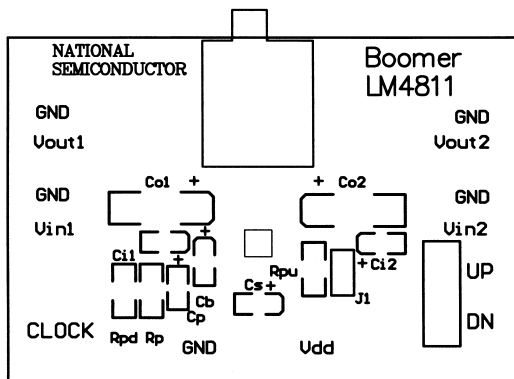 NATIONAL
SEMICONDUCTOR
Boomer
LM4811
GND
Vout1
GND
Vout2
GND
Vin1
Co1 +
+ Co2
GND
Vin2
+
Ci1
+
Cb
Cp
Rpd
Rp
Cs +
Rpu
J1
+ Ci2
UP
DN
CLOCK
GND
Vdd